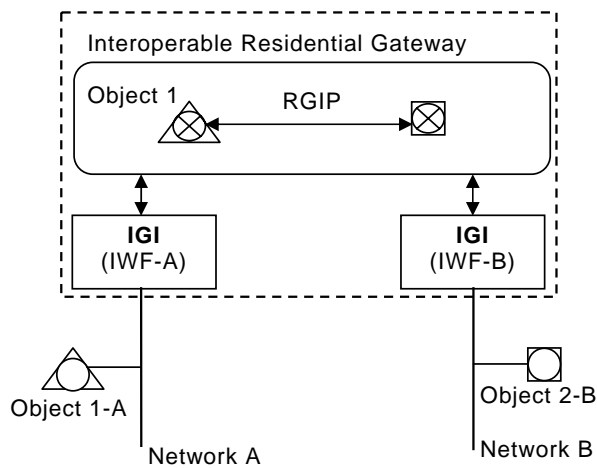 Interoperable Residential Gateway
Object 1
RGIP
IGI
(IWF-A)
IGI
(IWF-B)
Object 1-A
Object 2-B
Network A
Network B